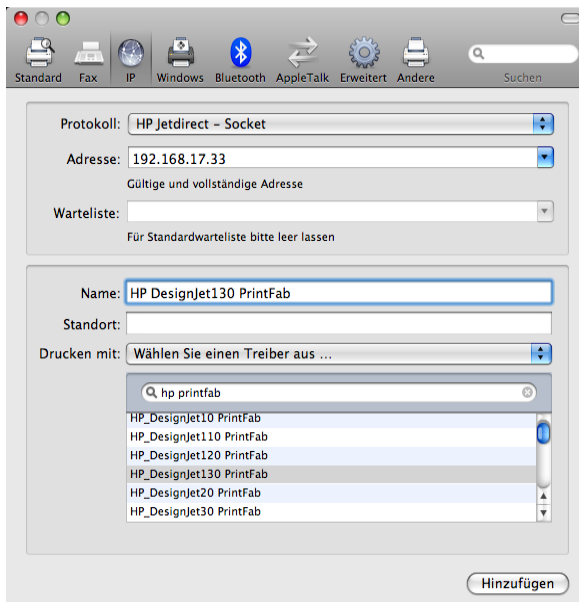 Standard Fax IP Windows Bluetooth AppleTalk Erweitert Andere Suchen
Protokoll: HP Jetdirect – Socket
Adresse: 192.168.17.33
Gültige und vollständige Adresse
Warteliste:
Für Standardwarteliste bitte leer lassen
Name: HP DesignJet130 PrintFab
Standort:
Drucken mit: Wählen Sie einen Treiber aus ...
hp printfab
HP_DesignJet10 PrintFab
HP_DesignJet110 PrintFab
HP_DesignJet120 PrintFab
HP_DesignJet130 PrintFab
HP_DesignJet20 PrintFab
HP_DesignJet30 PrintFab
Hinzufügen